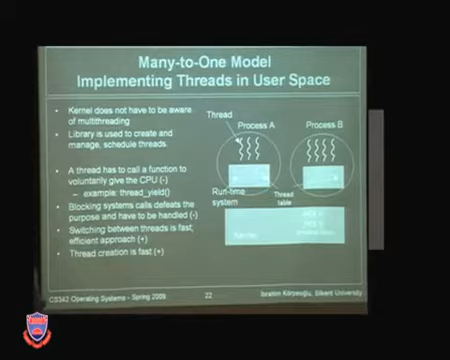 Many-to-One Model
Implementing Threads in User Space
Kernel does not have to be aware
of multithreading
Library is used to create and
manage, schedule threads.
A thread has to call a function to
voluntarily give the CPU (-)
– example: thread_yield()
Blocking systems calls defeats the
purpose and have to be handled (-)
Switching between threads is fast;
efficient approach (+)
Thread creation is fast (+)
Thread
Process A
Process B
Run-time
system
Thread
table
CS342 Operating Systems - Spring 2009
22
İbrahim Körpeoğlu, Bilkent University